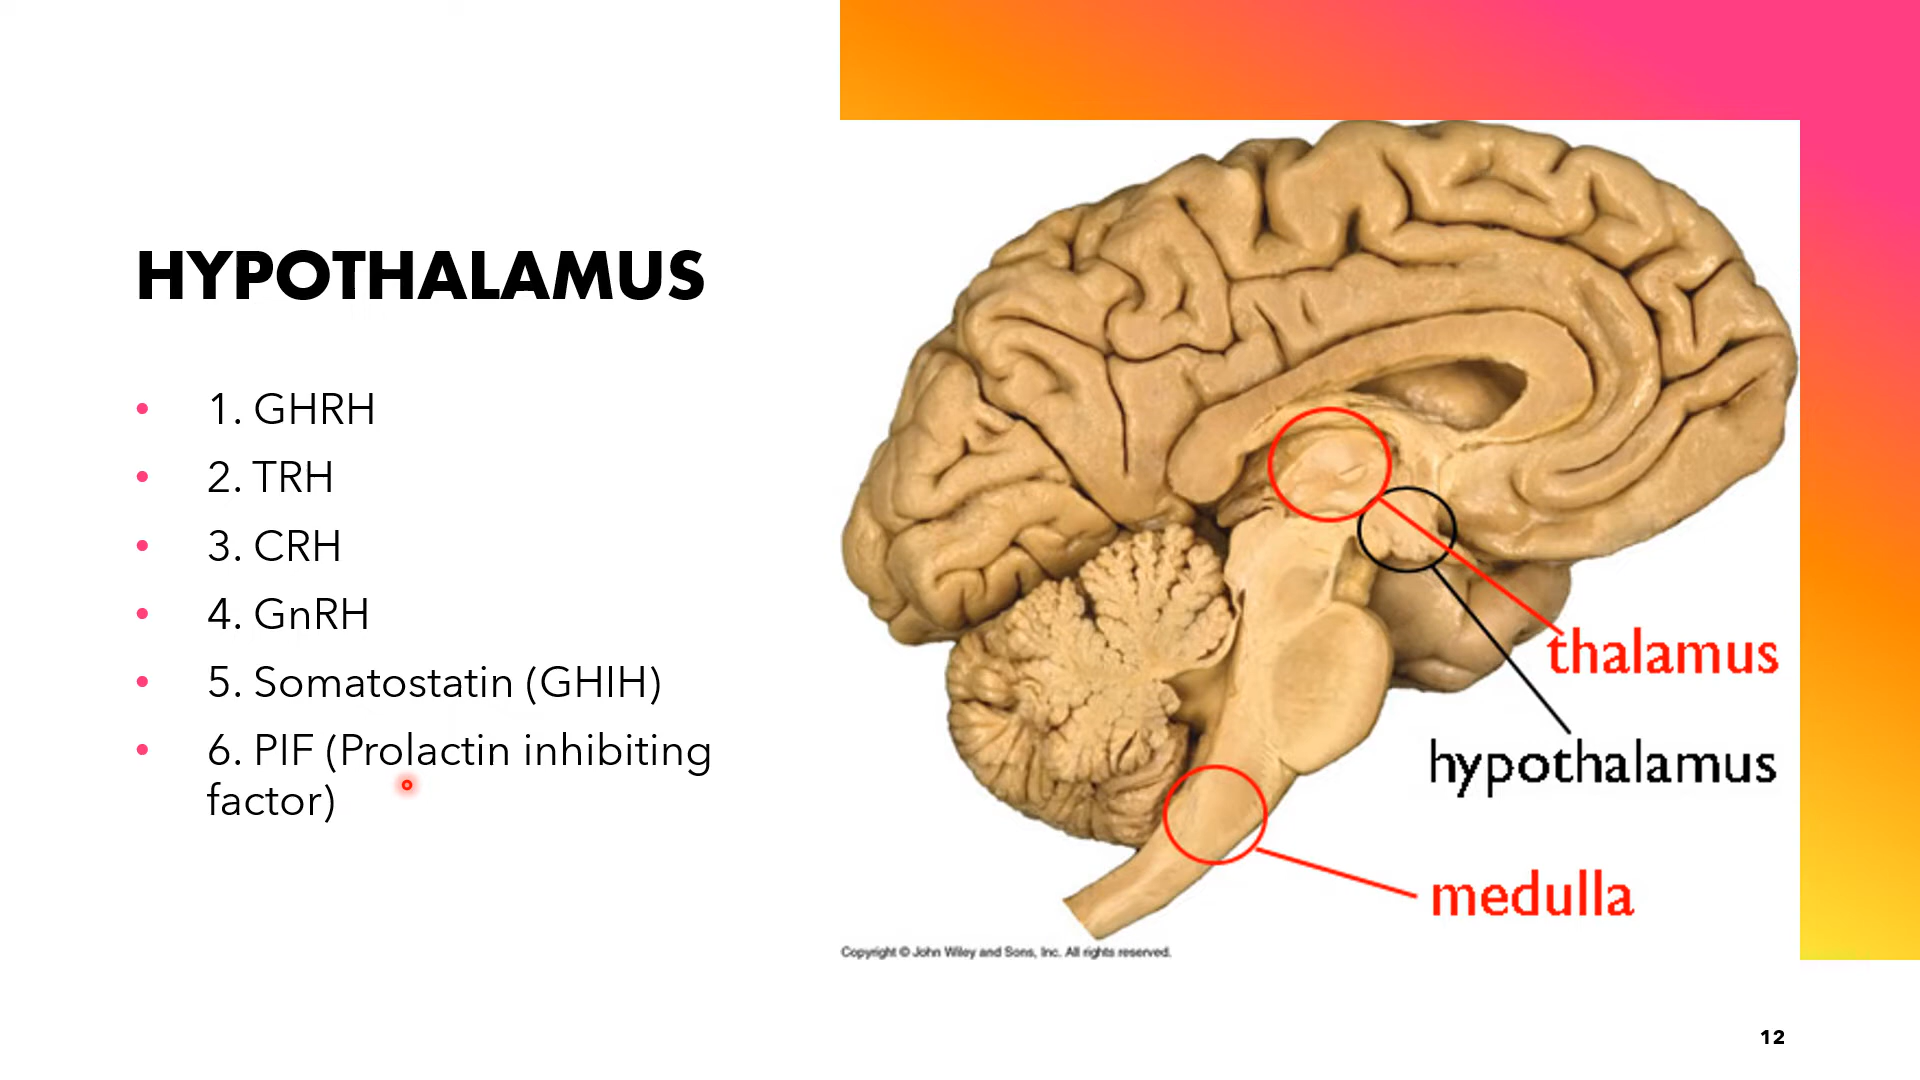 HYPOTHALAMUS
• 1. GHRH
• 2. TRH
• 3. CRH
• 4. GnRH
• 5. Somatostatin (GHIH)
• 6. PIF (Prolactin inhibiting
factor)
thalamus
hypothalamus
medulla
Copyright © John Wiley and Sons, Inc. All rights reserved.
12